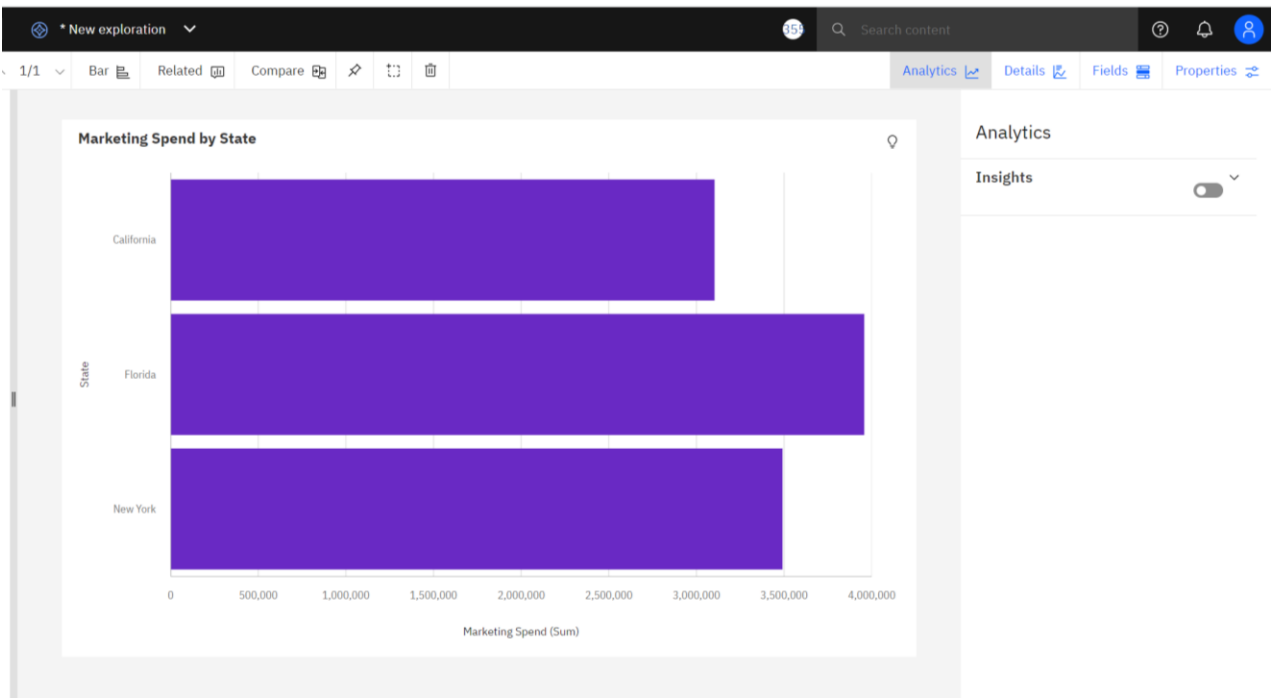 * New exploration
355
Search content
1/1
Bar
Related
Compare
Analytics
Details
Fields
Properties
Marketing Spend by State
Analytics
Insights
State
California
Florida
New York
0 500,000 1,000,000 1,500,000 2,000,000 2,500,000 3,000,000 3,500,000 4,000,000
Marketing Spend (Sum)